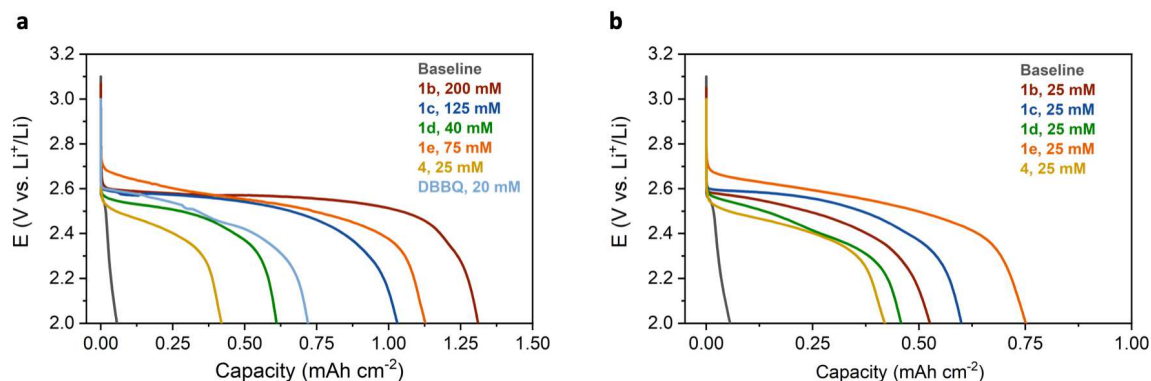 a
3.2
3.0
2.8
2.6
2.4
2.2
2.0
E (V vs. Li⁺/Li)
Baseline
1b, 200 mM
1c, 125 mM
1d, 40 mM
1e, 75 mM
4, 25 mM
DBBQ, 20 mM
0.00 0.25 0.50 0.75 1.00 1.25 1.50
Capacity (mAh cm⁻²)
b
3.2
3.0
2.8
2.6
2.4
2.2
2.0
E (V vs. Li⁺/Li)
Baseline
1b, 25 mM
1c, 25 mM
1d, 25 mM
1e, 25 mM
4, 25 mM
0.00 0.25 0.50 0.75 1.00
Capacity (mAh cm⁻²)